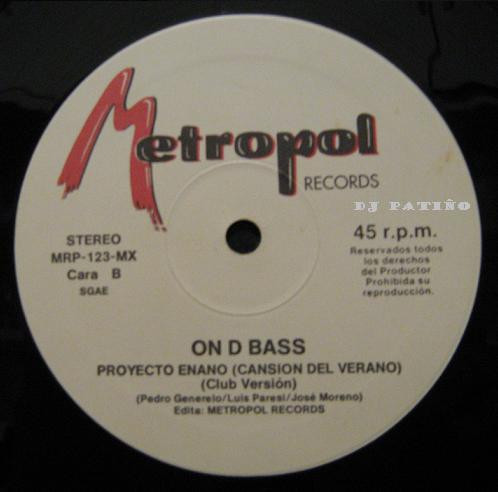 Metropol
RECORDS
DJ PATIÑO
STEREO
MRP-123-MX
Cara B
SGAE
45 r.p.m.
Reservados todos
los derechos
del Productor
Prohibida su
reproducción.
ON D BASS
PROYECTO ENANO (CANSION DEL VERANO)
(Club Versión)
(Pedro Generelo/Luis Paresi/José Moreno)
Edita: METROPOL RECORDS